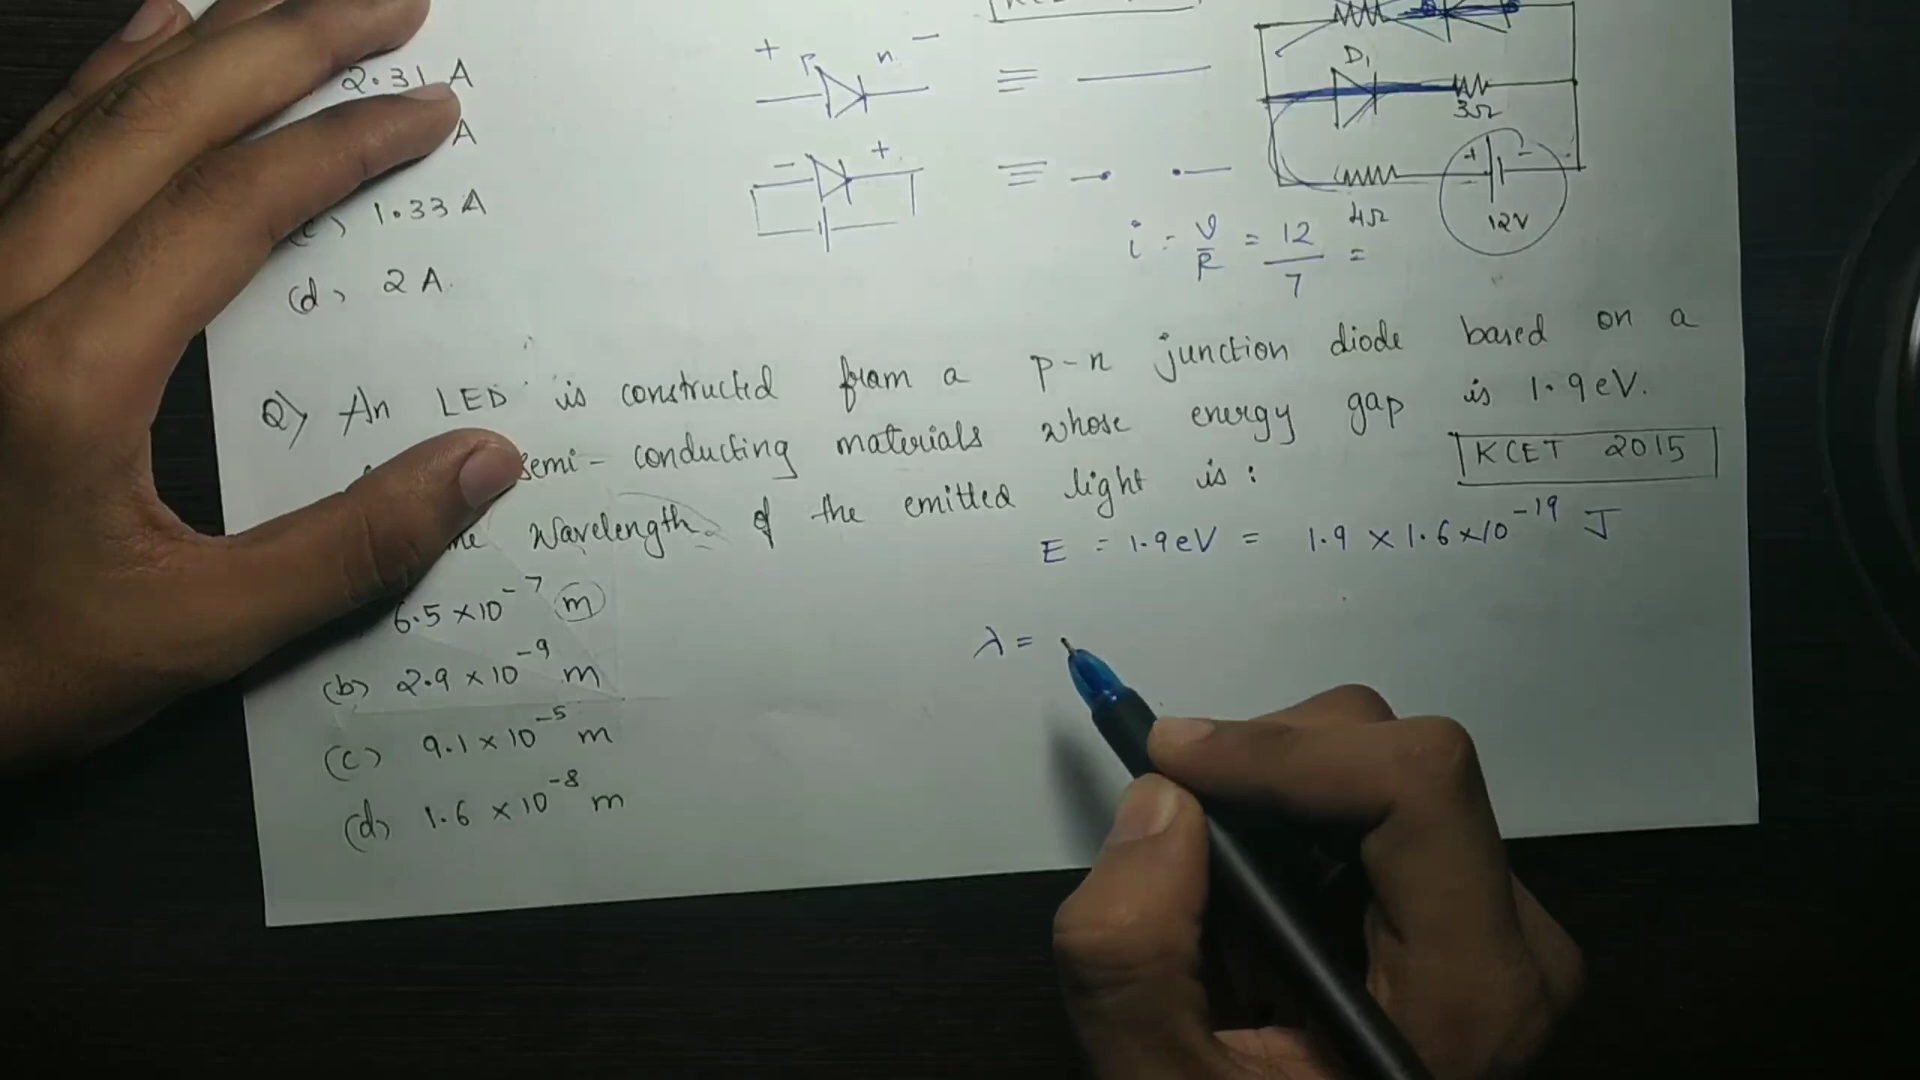 2.31 A
A
(c) 1.33 A
(d) 2 A.
+ P n -
- +
D1
3Ω
4Ω
+ -
12V
i = V/R = 12/7 =
Q) An LED is constructed from a p-n junction diode based on a
semi-conducting materials whose energy gap is 1.9eV.
the Wavelength of the emitted light is:
KCET 2015
E = 1.9eV = 1.9 × 1.6×10⁻¹⁹ J
6.5 ×10⁻⁷ m
(b) 2.9 × 10⁻⁹ m
(c) 9.1 × 10⁻⁵ m
(d) 1.6 × 10⁻⁸ m
λ =